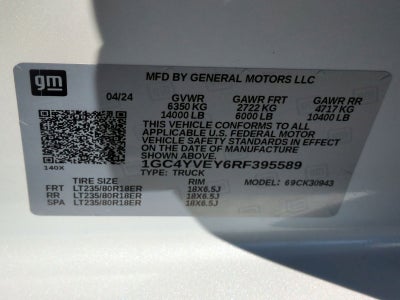 gm
MFD BY GENERAL MOTORS LLC
04/24 GVWR GAWR FRT GAWR RR
6350 KG 2722 KG 4717 KG
14000 LB 6000 LB 10400 LB
THIS VEHICLE CONFORMS TO ALL
APPLICABLE U.S. FEDERAL MOTOR
VEHICLE SAFETY STANDARDS IN
EFFECT ON THE DATE OF
MANUFACTURE SHOWN ABOVE.
1GC4YVEY6RF395589
140X TYPE: TRUCK
TIRE SIZE RIM MODEL: 69CK30943
FRT LT235/80R18ER 18X6.5J
RR LT235/80R18ER 18X6.5J
SPA LT235/80R18ER 18X6.5J